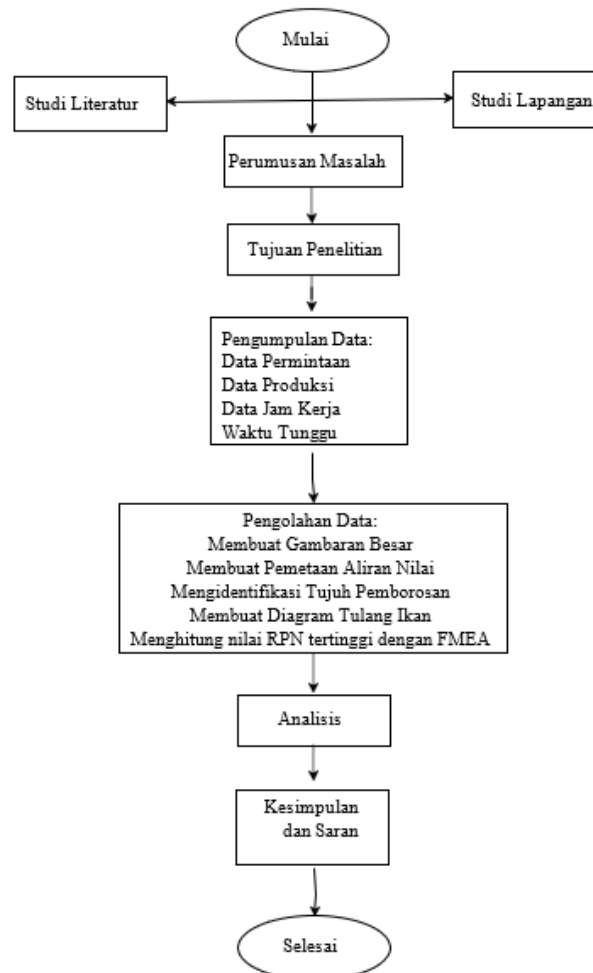 Mulai
Studi Literatur
Studi Lapangan
Perumusan Masalah
Tujuan Penelitian
Pengumpulan Data:
Data Permintaan
Data Produksi
Data Jam Kerja
Waktu Tunggu
Pengolahan Data:
Membuat Gambaran Besar
Membuat Pemetaan Aliran Nilai
Mengidentifikasi Tujuh Pemborosan
Membuat Diagram Tulang Ikan
Menghitung nilai RPN tertinggi dengan FMEA
Analisis
Kesimpulan
dan Saran
Selesai